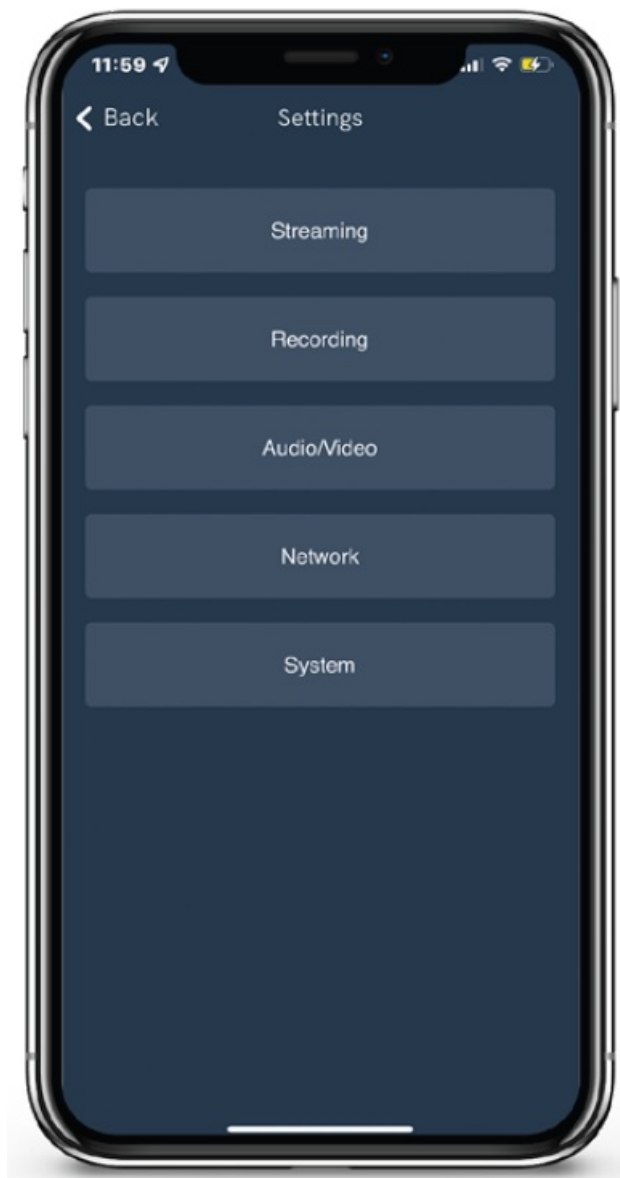 11:59
Back
Settings
Streaming
Recording
Audio/Video
Network
System